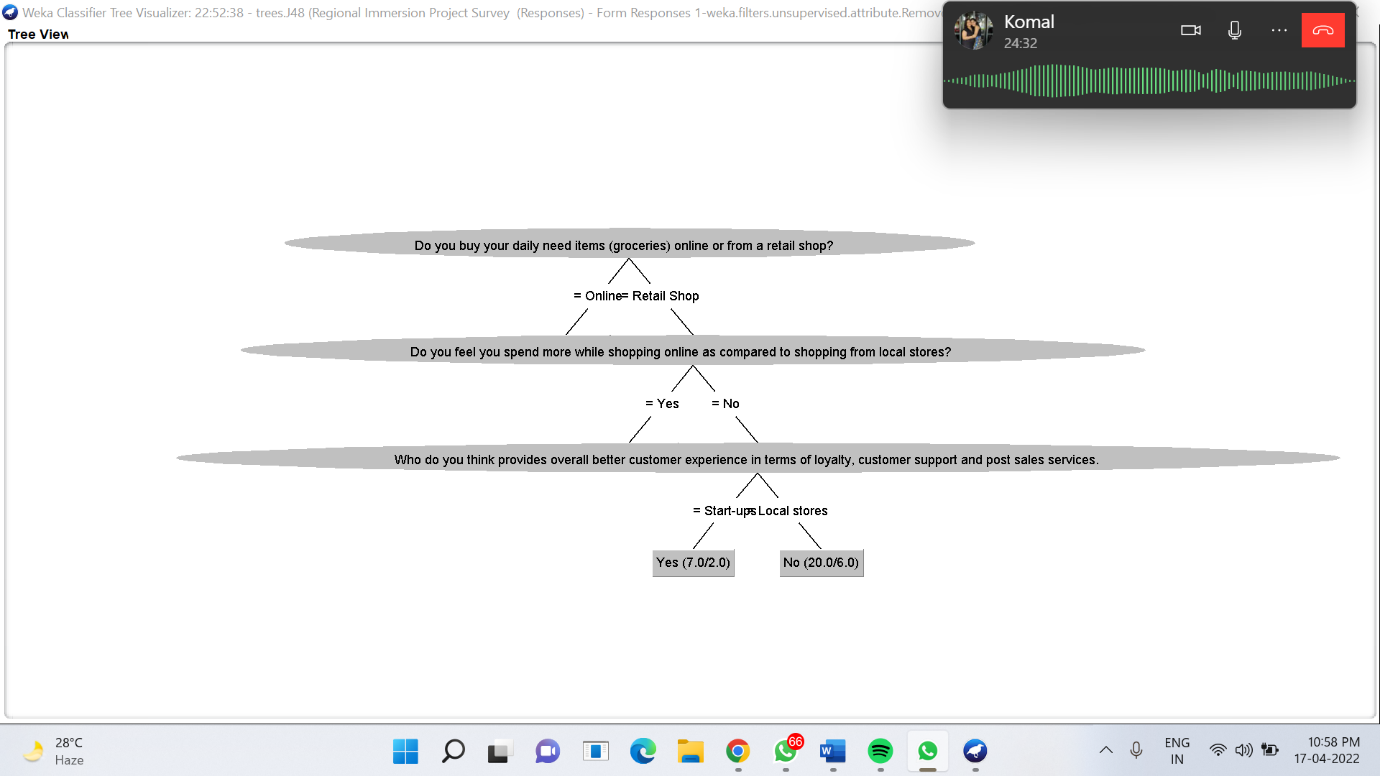 Weka Classifier Tree Visualizer: 22:52:38 - trees.J48 (Regional Immersion Project Survey (Responses) - Form Responses 1-weka.filters.unsupervised.attribute.Remov
Tree View
Komal
24:32
Do you buy your daily need items (groceries) online or from a retail shop?
= Online= Retail Shop
Do you feel you spend more while shopping online as compared to shopping from local stores?
= Yes = No
Who do you think provides overall better customer experience in terms of loyalty, customer support and post sales services.
= Start-ups = Local stores
Yes (7.0/2.0) No (20.0/6.0)
28°C
Haze
66
ENG
IN
10:58 PM
17-04-2022